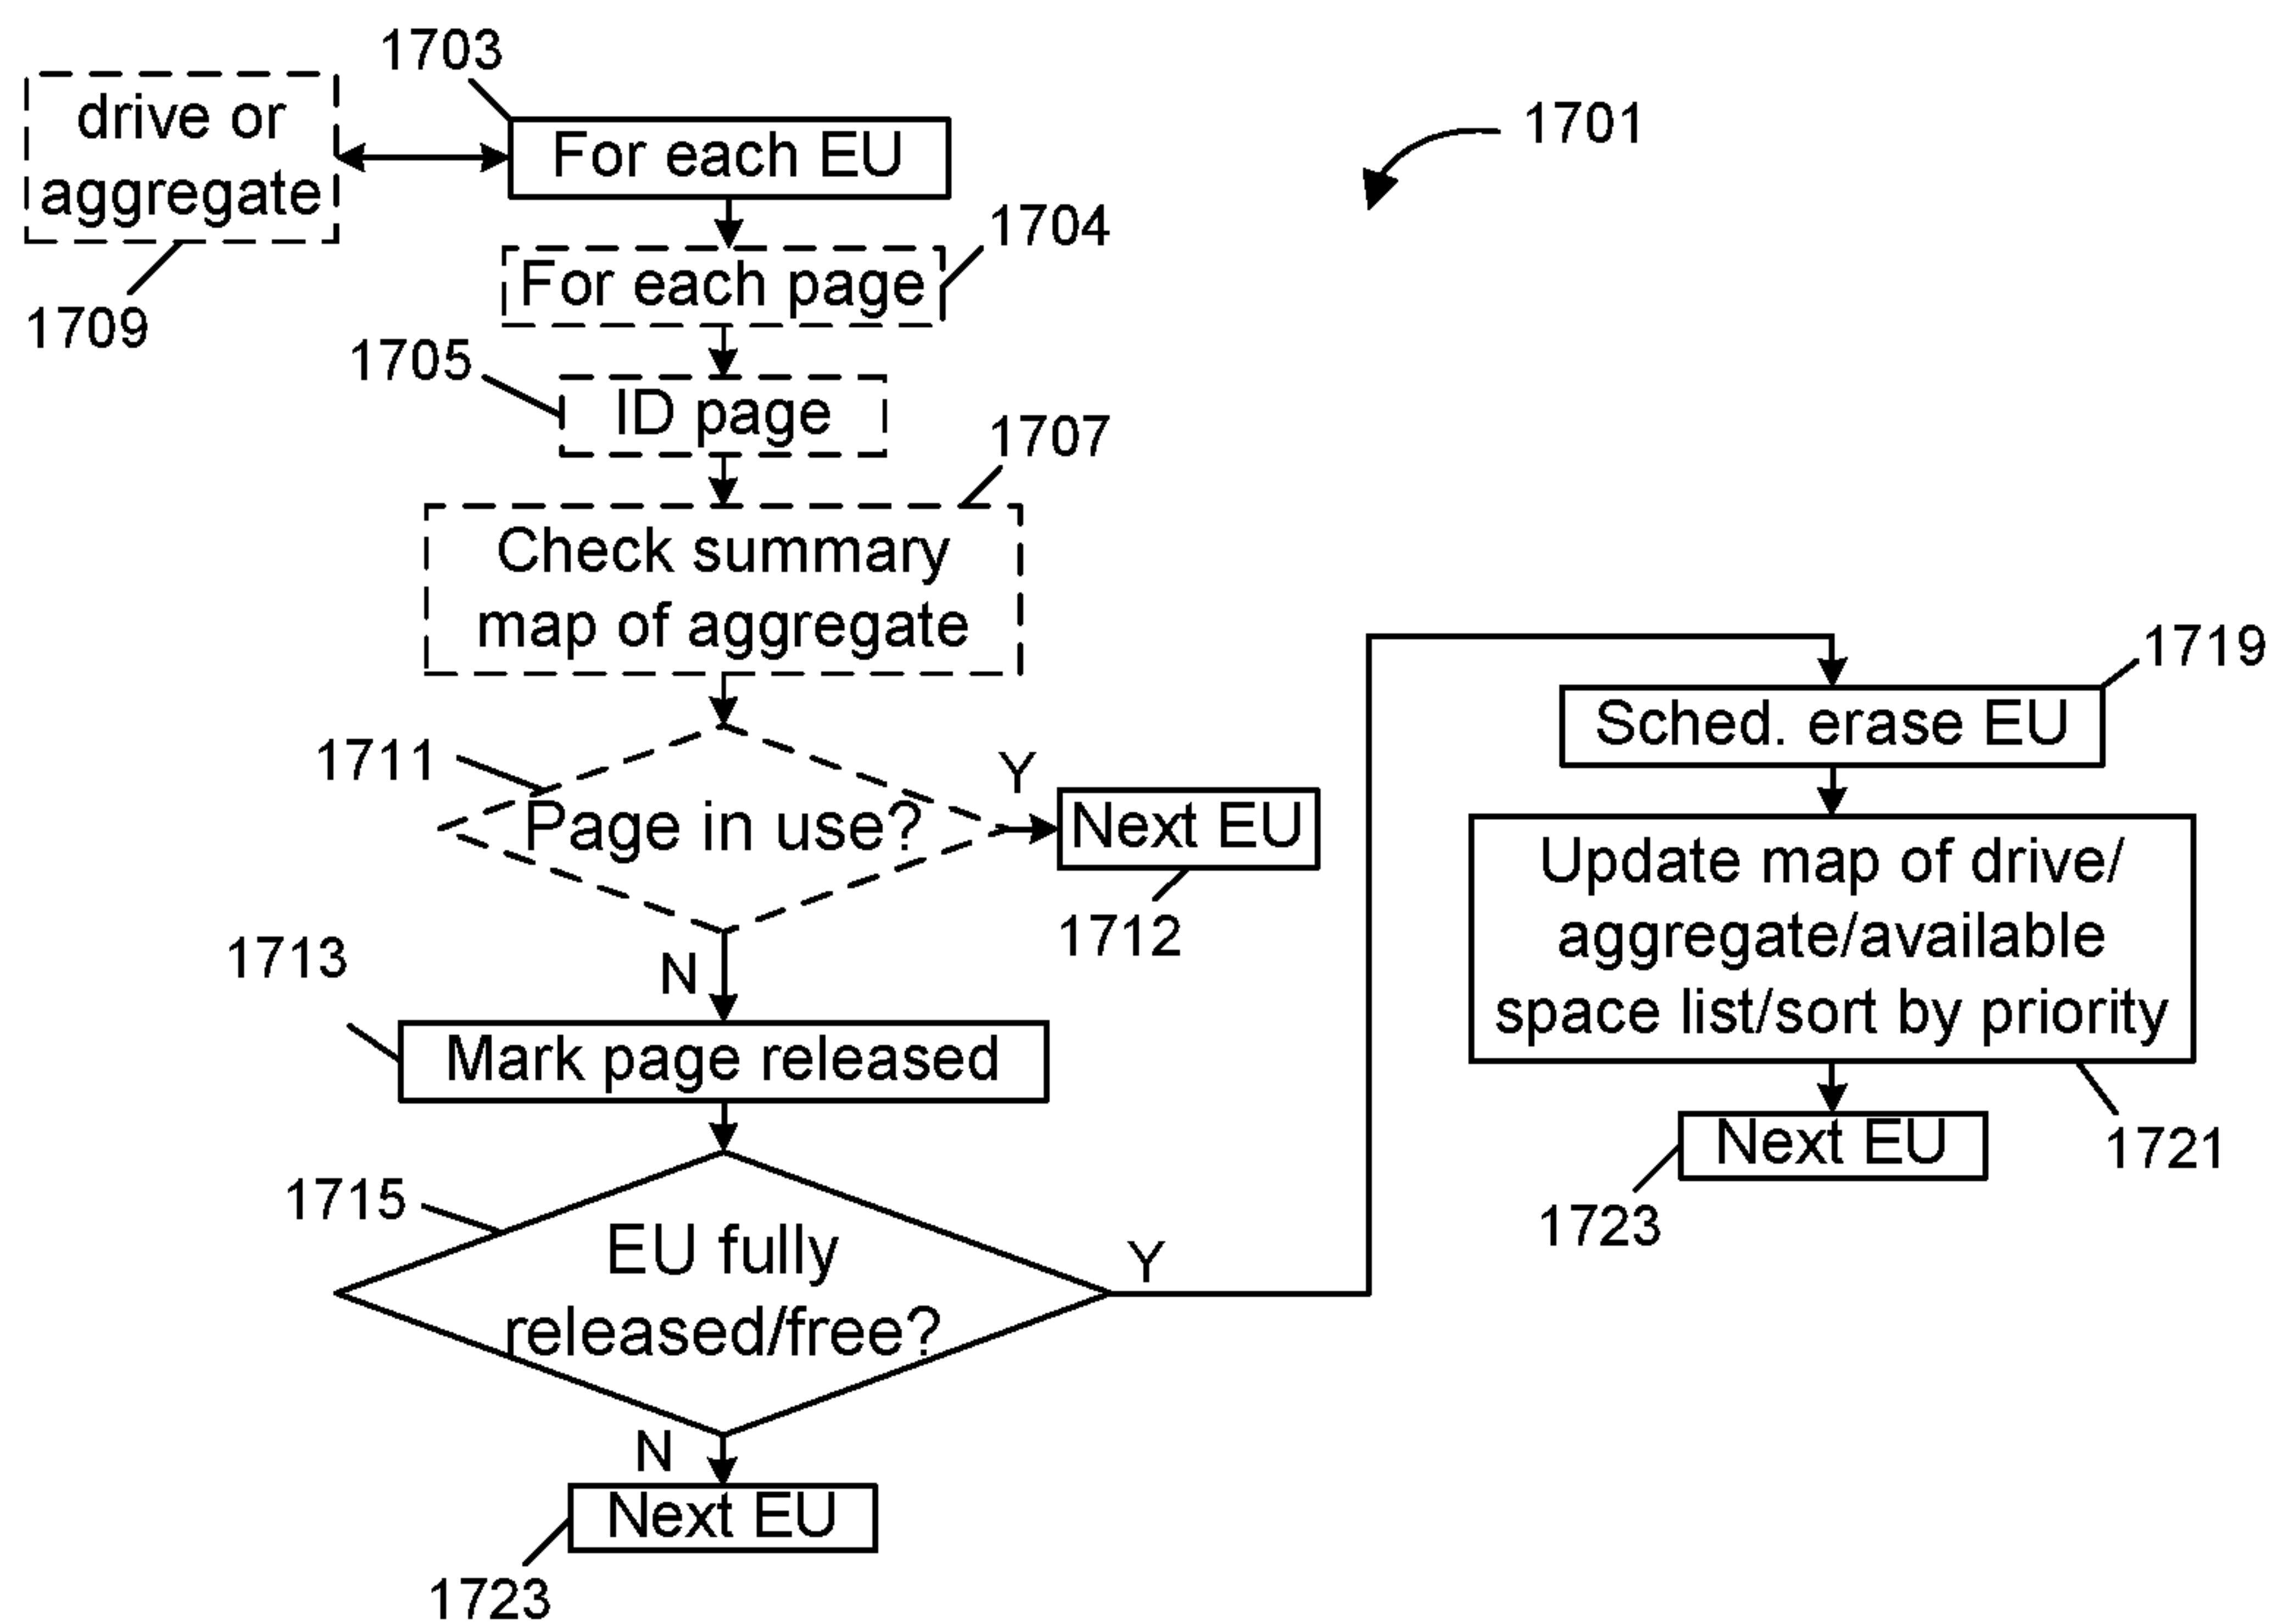 1703
drive or
aggregate
1709
For each EU
1701
1704
For each page
1705
ID page
1707
Check summary
map of aggregate
1711
Page in use?
Y
Next EU
1712
N
1713
Mark page released
1715
EU fully
released/free?
Y
N
Next EU
1723
1719
Sched. erase EU
Update map of drive/
aggregate/available
space list/sort by priority
1721
Next EU
1723